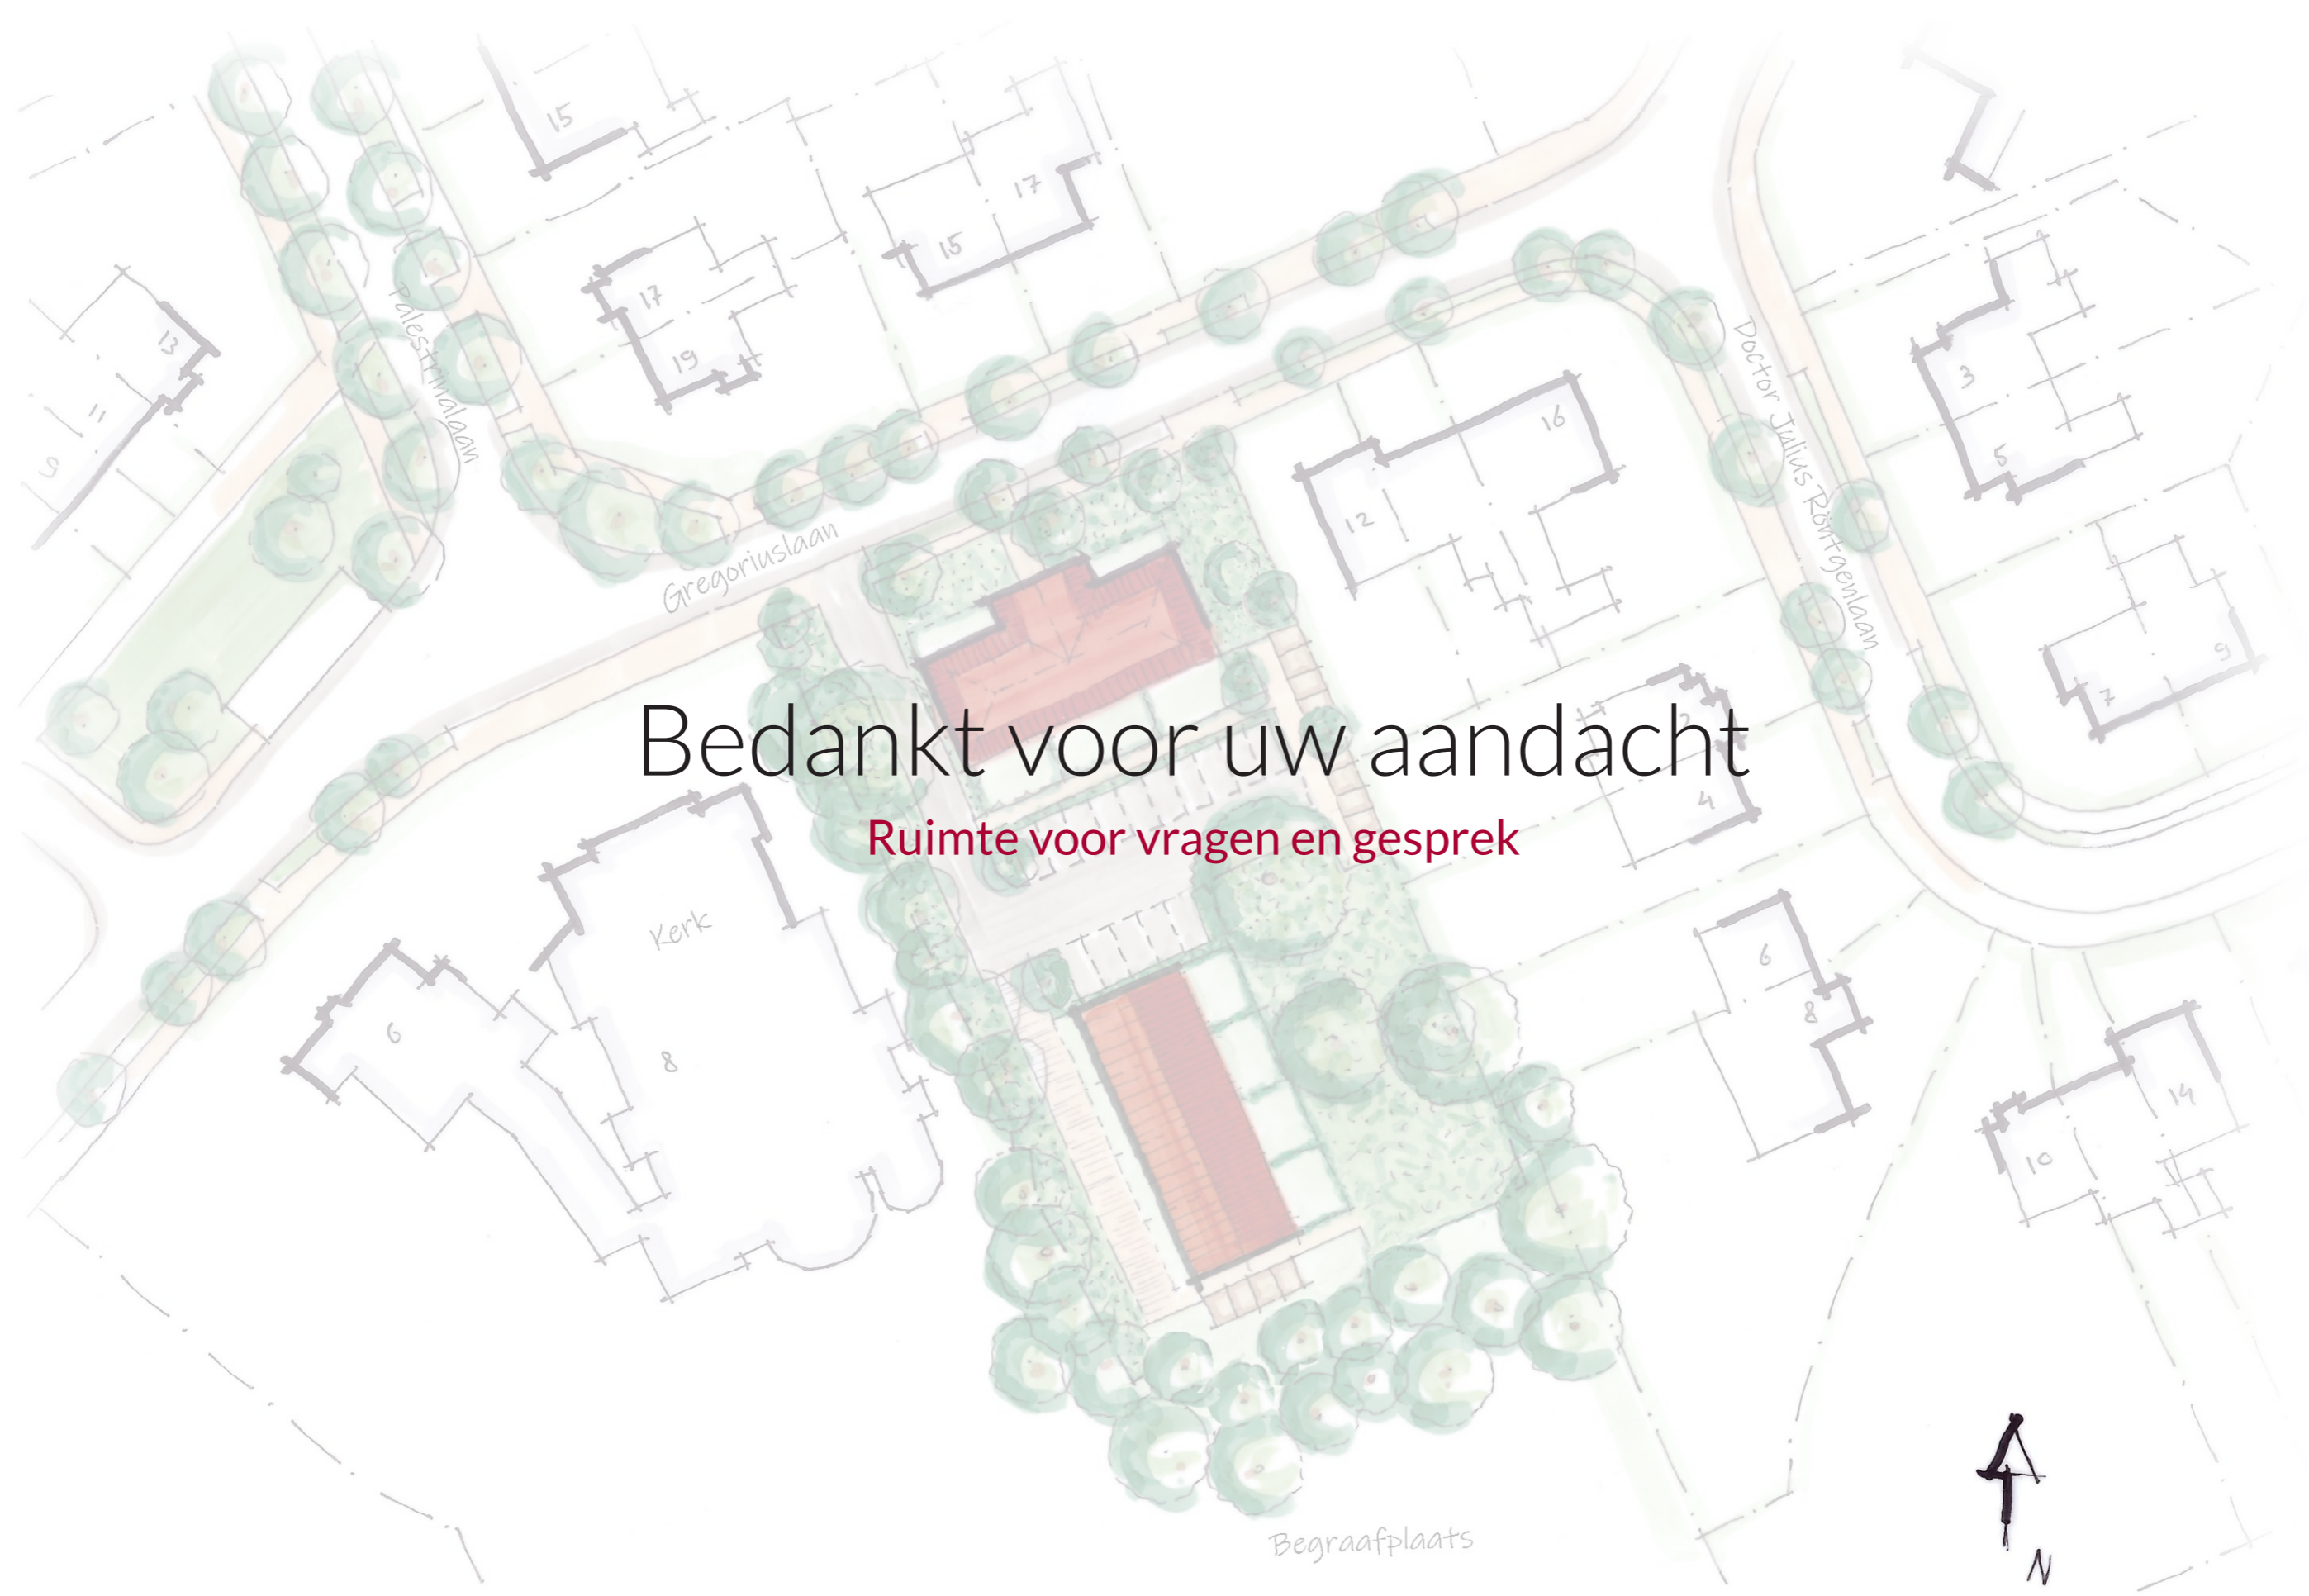 15
17
15
17
19
13
11
9
Palestrinalaan
Gregoriuslaan
Doctor Julius Röntgenlaan
16
12
3
5
7
9
2
4
Bedankt voor uw aandacht
Ruimte voor vragen en gesprek
Kerk
6
8
6
8
10
14
Begraafplaats
N